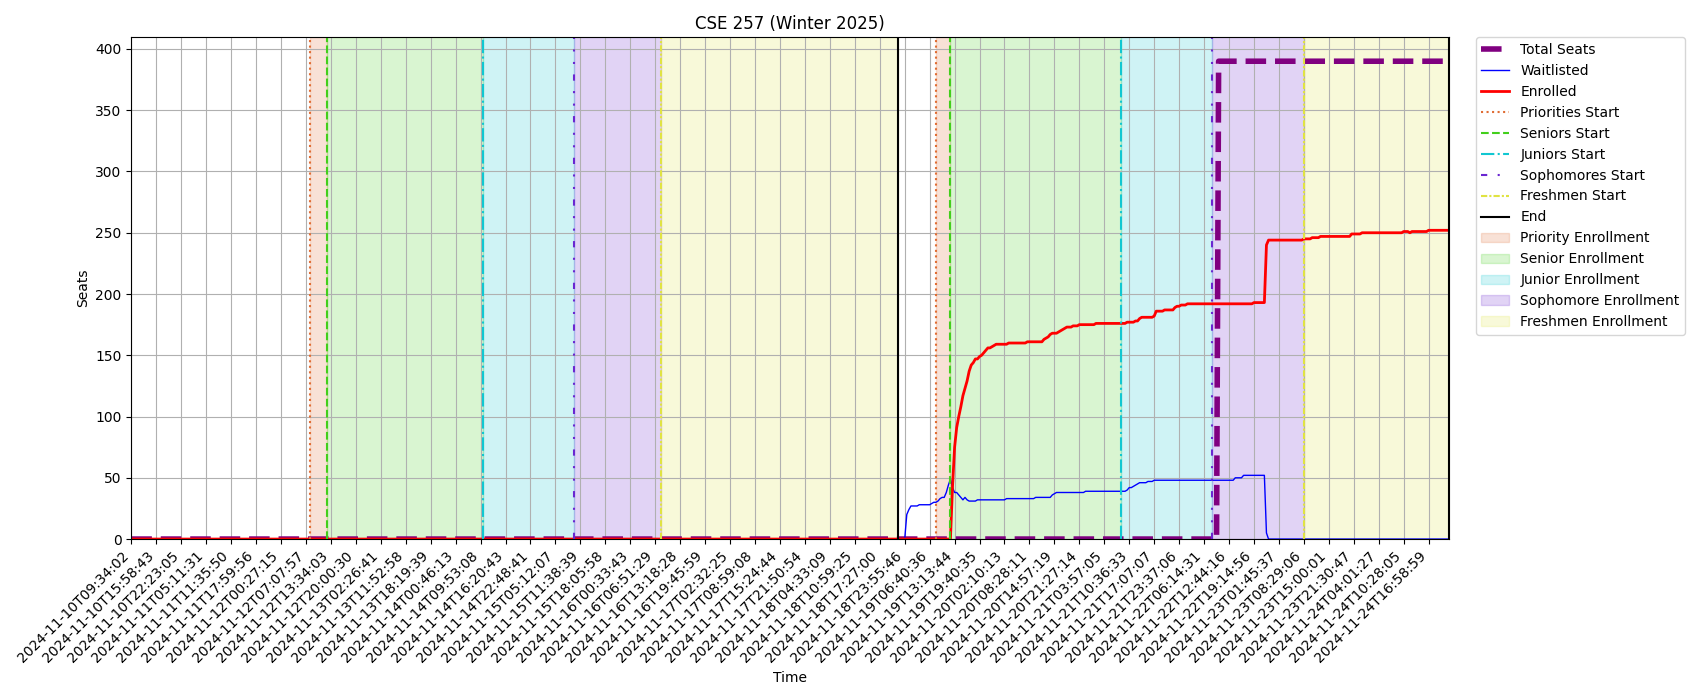 CSE 257 (Winter 2025)
400
350
300
250
200
150
100
50
0
Seats
2024-11-10T09:34:02
2024-11-10T15:58:43
2024-11-10T22:23:05
2024-11-11T05:11:31
2024-11-11T11:35:50
2024-11-11T17:59:56
2024-11-12T00:27:15
2024-11-12T07:07:57
2024-11-12T13:34:03
2024-11-12T20:00:30
2024-11-13T02:26:41
2024-11-13T11:52:58
2024-11-13T18:19:39
2024-11-14T00:46:13
2024-11-14T09:53:08
2024-11-14T16:20:43
2024-11-14T22:48:41
2024-11-15T05:12:07
2024-11-15T11:38:39
2024-11-15T18:05:58
2024-11-16T00:33:43
2024-11-16T06:51:29
2024-11-16T13:18:28
2024-11-16T19:45:59
2024-11-17T02:32:25
2024-11-17T08:59:08
2024-11-17T15:24:44
2024-11-17T21:50:54
2024-11-18T04:33:09
2024-11-18T10:59:25
2024-11-18T17:27:00
2024-11-18T23:55:46
2024-11-19T06:40:36
2024-11-19T13:13:44
2024-11-19T19:40:35
2024-11-20T02:10:13
2024-11-20T08:28:11
2024-11-20T14:57:19
2024-11-20T21:27:14
2024-11-21T03:57:05
2024-11-21T10:36:33
2024-11-21T17:07:07
2024-11-21T23:37:06
2024-11-22T06:14:31
2024-11-22T12:44:16
2024-11-22T19:14:56
2024-11-23T01:45:37
2024-11-23T08:29:06
2024-11-23T15:00:01
2024-11-23T21:30:47
2024-11-24T04:01:27
2024-11-24T10:28:05
2024-11-24T16:58:59
Time
Total Seats
Waitlisted
Enrolled
Priorities Start
Seniors Start
Juniors Start
Sophomores Start
Freshmen Start
End
Priority Enrollment
Senior Enrollment
Junior Enrollment
Sophomore Enrollment
Freshmen Enrollment